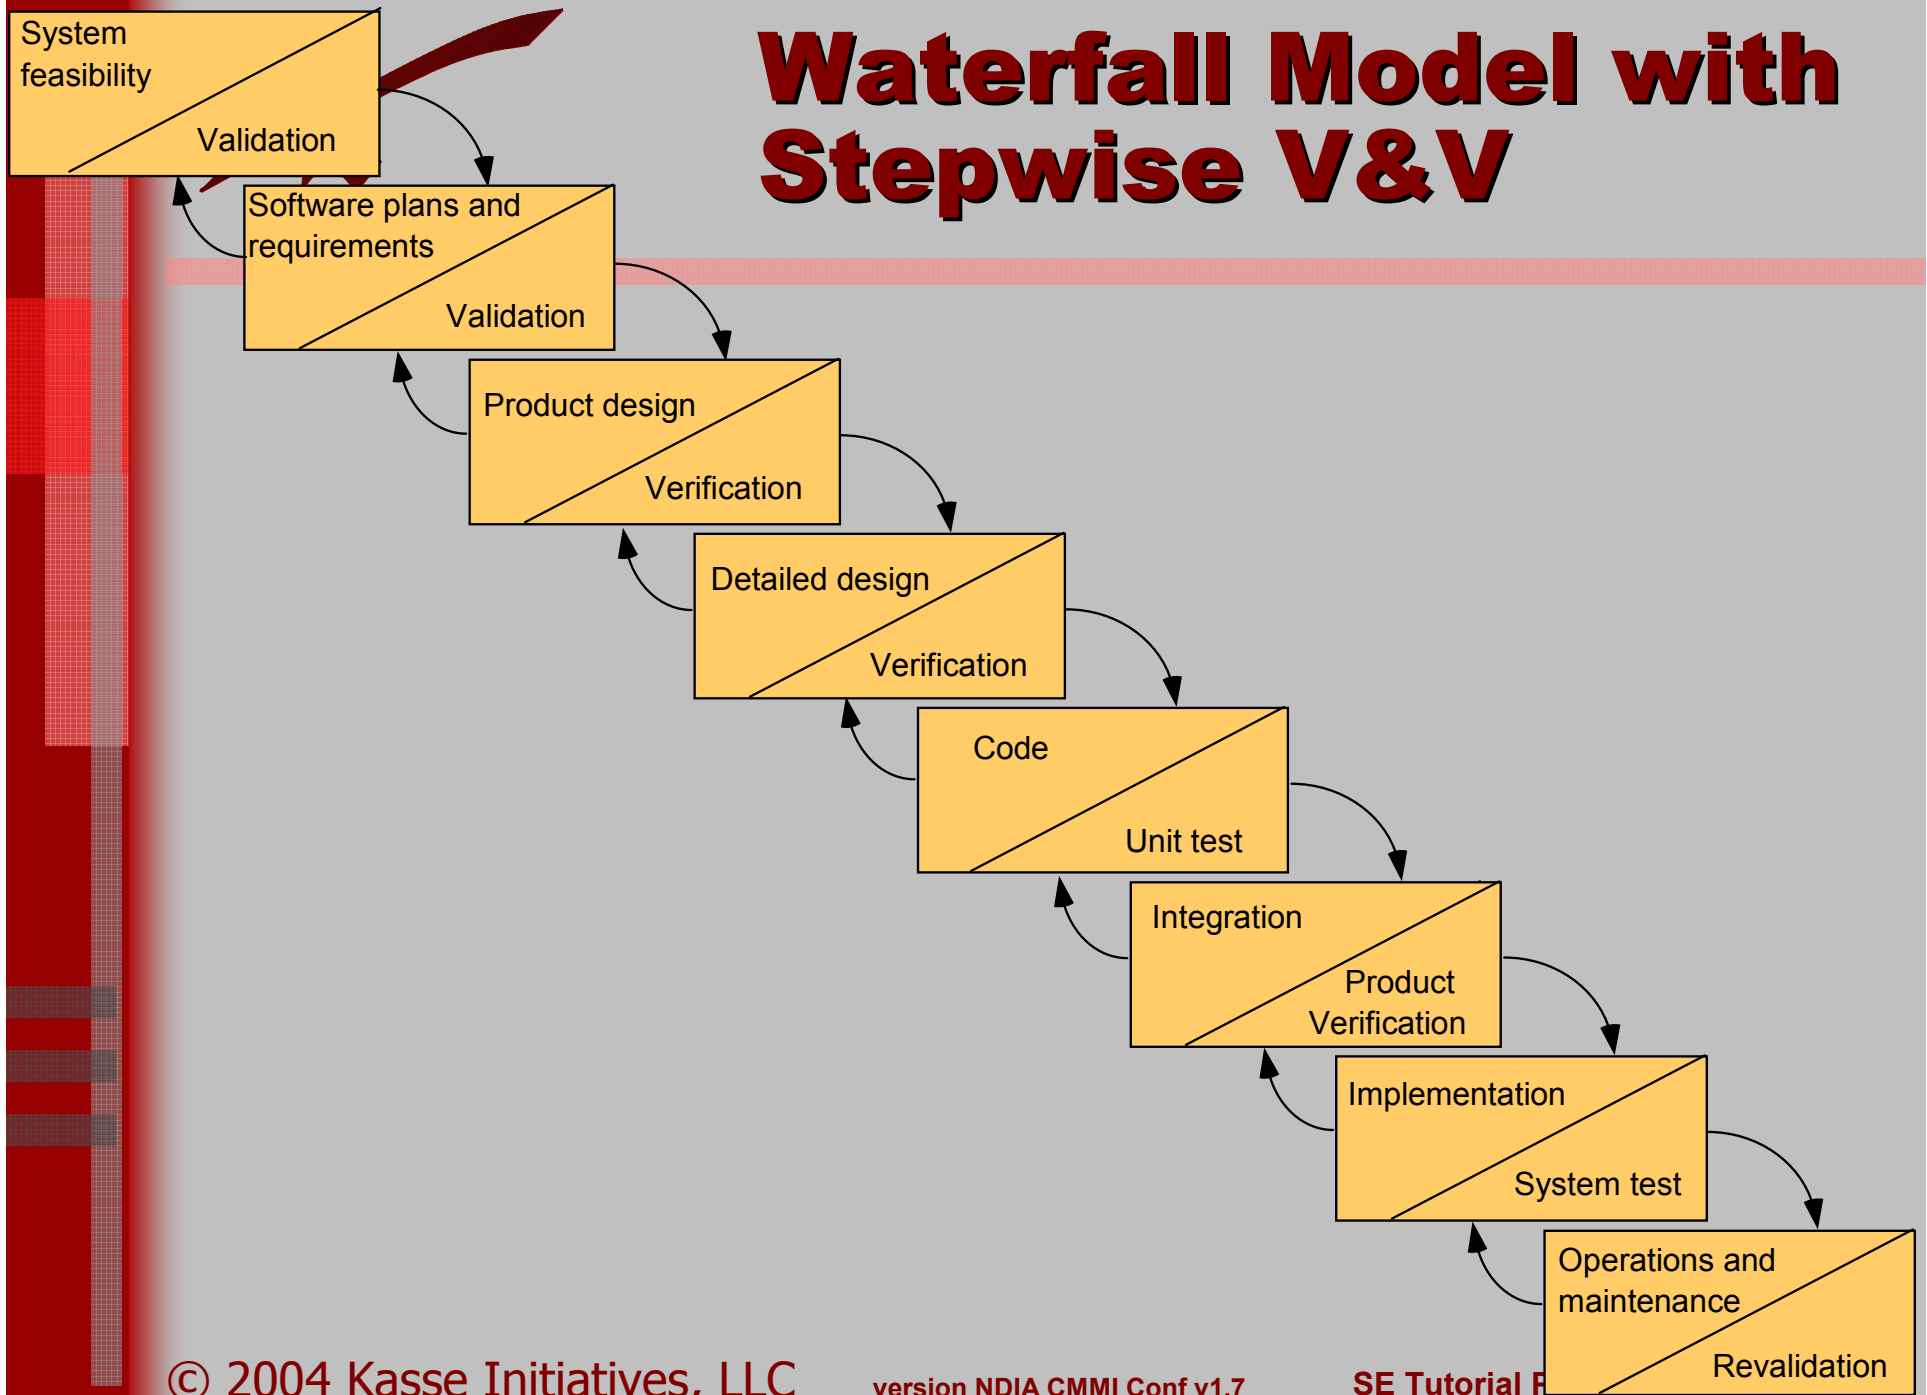 Waterfall Model with
Stepwise V&V
System
feasibility
Validation
Software plans and
requirements
Validation
Product design
Verification
Detailed design
Verification
Code
Unit test
Integration
Product
Verification
Implementation
System test
Operations and
maintenance
Revalidation
© 2004 Kasse Initiatives, LLC
version NDIA CMMI Conf v1.7
SE Tutorial